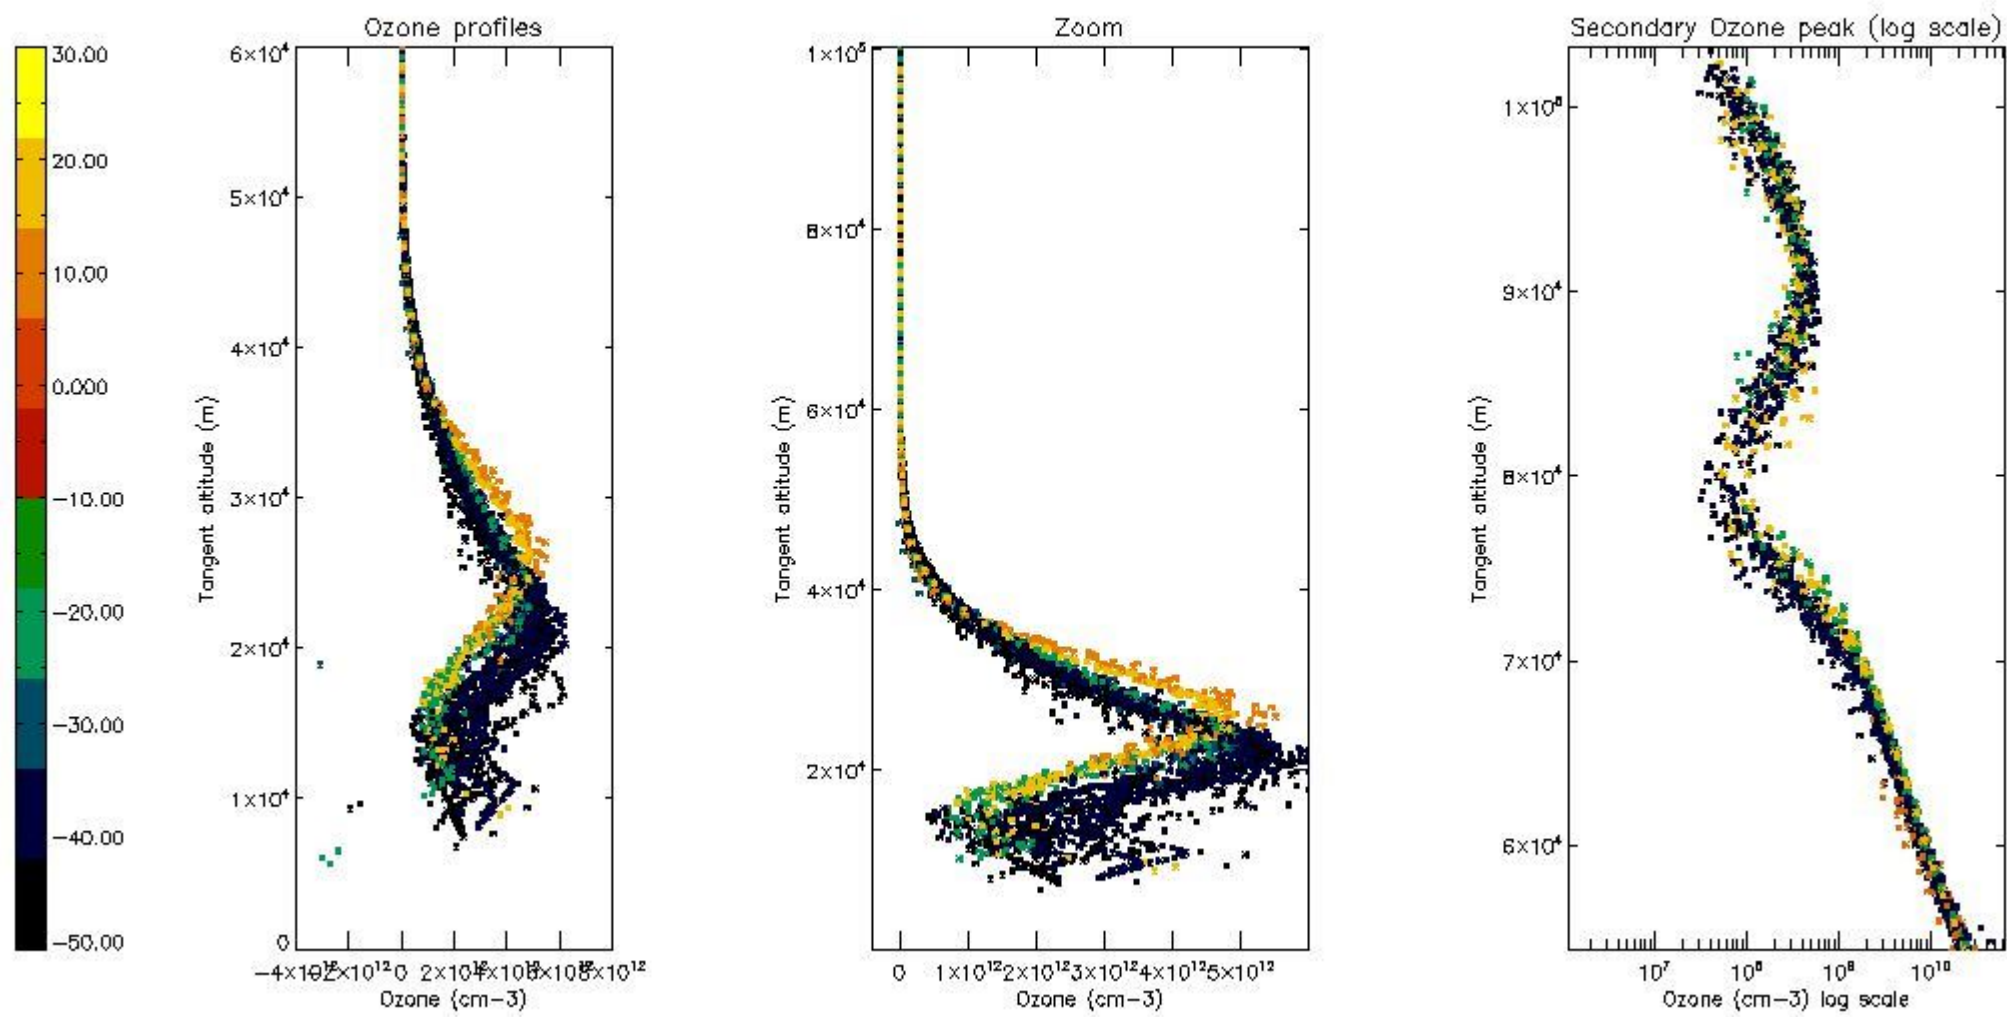 Ozone profiles
Zoom
Secondary Ozone peak (log scale)
30.00
20.00
10.00
0.000
−10.00
−20.00
−30.00
−40.00
−50.00
6×10⁴
5×10⁴
4×10⁴
3×10⁴
2×10⁴
1×10⁴
0
Tangent altitude (m)
0
Ozone (cm−3)
1×10⁵
8×10⁴
6×10⁴
4×10⁴
2×10⁴
Tangent altitude (m)
0 1×10¹² 2×10¹² 3×10¹² 4×10¹² 5×10¹²
Ozone (cm−3)
1×10⁵
9×10⁴
8×10⁴
7×10⁴
6×10⁴
Tangent altitude (m)
10⁷ 10⁸ 10⁹ 10¹⁰
Ozone (cm−3) log scale